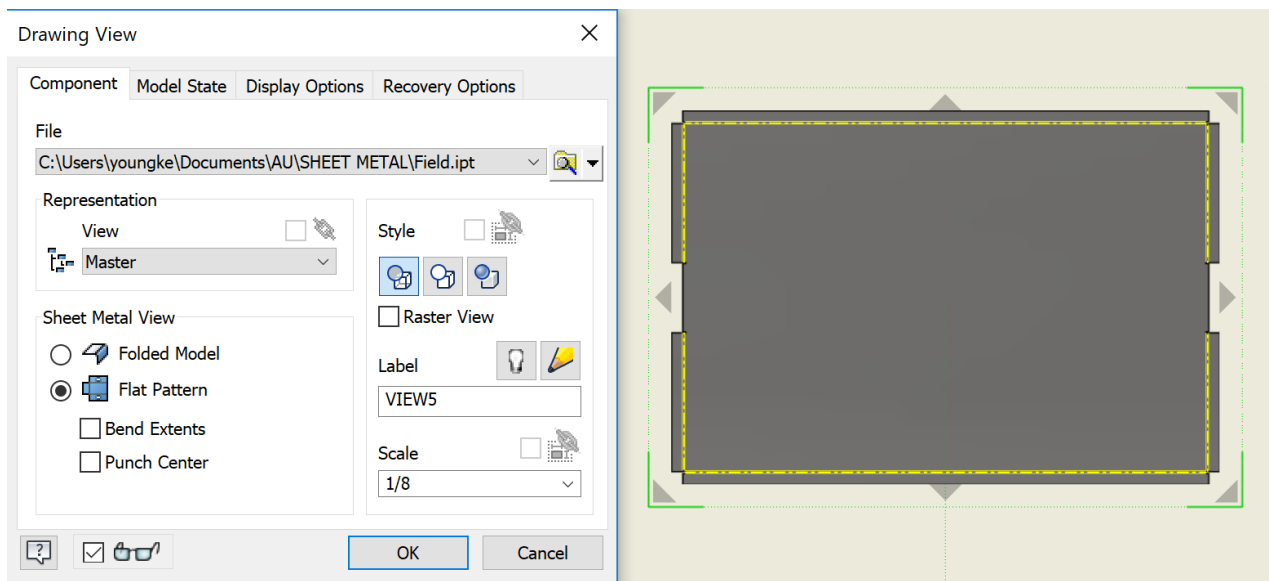 Drawing View
Component Model State Display Options Recovery Options
File
C:\Users\youngke\Documents\AU\SHEET METAL\Field.ipt
Representation
View
Master
Sheet Metal View
Folded Model
Flat Pattern
Bend Extents
Punch Center
Style
Raster View
Label
VIEW5
Scale
1/8
?
OK Cancel